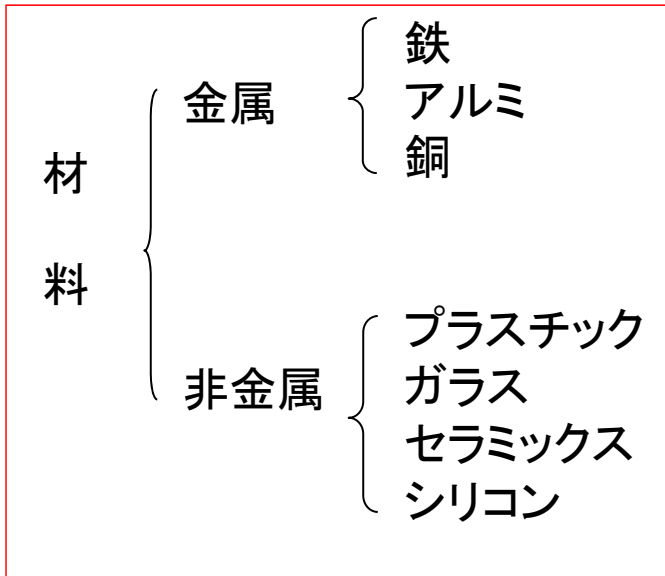 材料
金属
鉄
アルミ
銅
非金属
プラスチック
ガラス
セラミックス
シリコン